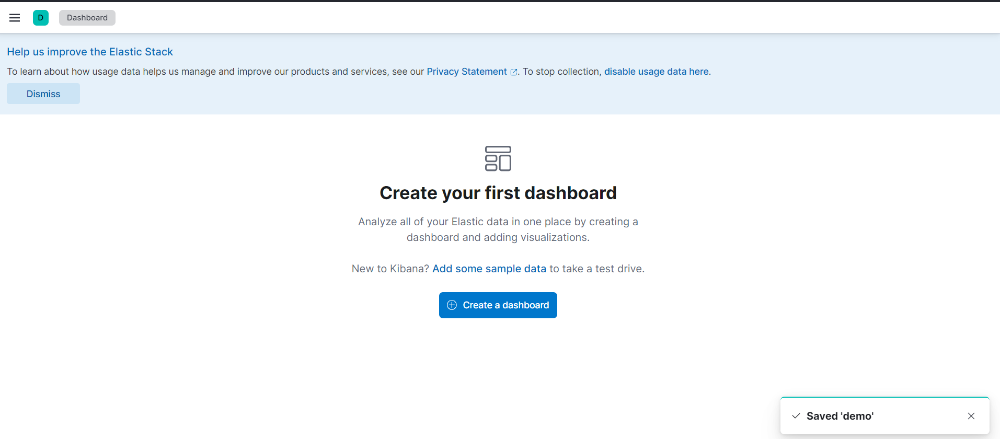 D Dashboard
Help us improve the Elastic Stack
To learn about how usage data helps us manage and improve our products and services, see our Privacy Statement. To stop collection, disable usage data here.
Dismiss
Create your first dashboard
Analyze all of your Elastic data in one place by creating a
dashboard and adding visualizations.
New to Kibana? Add some sample data to take a test drive.
Create a dashboard
Saved 'demo'